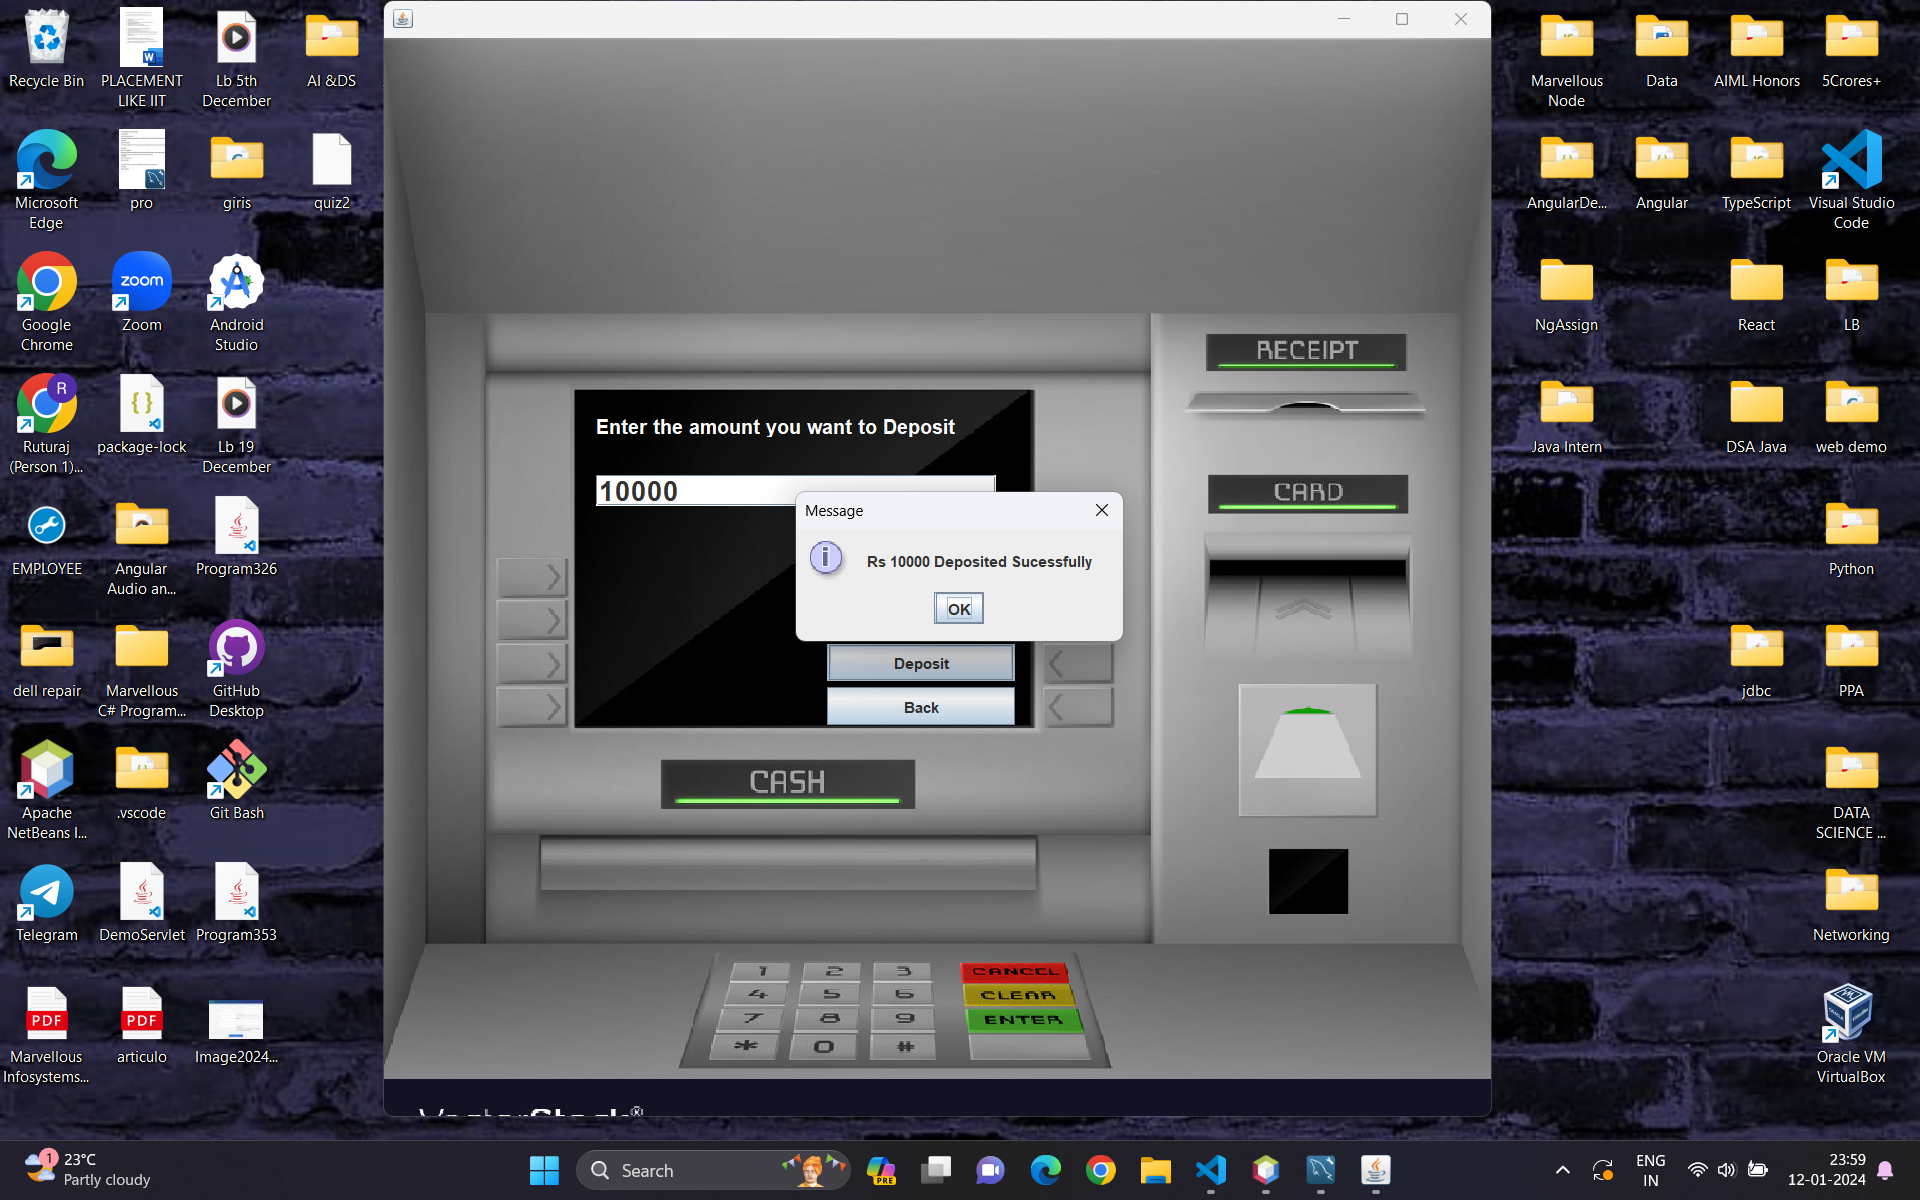 Recycle Bin
PLACEMENT
LIKE IIT
Lb 5th
December
AI &DS
Microsoft
Edge
pro
giris
quiz2
Google
Chrome
zoom
Zoom
Android
Studio
R
Ruturaj
(Person 1)...
package-lock
Lb 19
December
EMPLOYEE
Angular
Audio an...
Program326
dell repair
Marvellous
C# Program...
GitHub
Desktop
Apache
NetBeans I...
.vscode
Git Bash
Telegram
DemoServlet
Program353
PDF
Marvellous
Infosystems...
PDF
articulo
Image2024...
Enter the amount you want to Deposit
10000
Message
Rs 10000 Deposited Sucessfully
OK
Deposit
Back
CASH
RECEIPT
CARD
1 2 3 CANCEL
4 5 6 CLEAR
7 8 9 ENTER
* 0 #
VectorStock®
Marvellous
Node
Data
AIML Honors
5Crores+
AngularDe...
Angular
TypeScript
Visual Studio
Code
NgAssign
React
LB
Java Intern
DSA Java
web demo
Python
jdbc
PPA
DATA
SCIENCE ...
Networking
Oracle VM
VirtualBox
1
23°C
Partly cloudy
Search
PRE
ENG
IN
23:59
12-01-2024